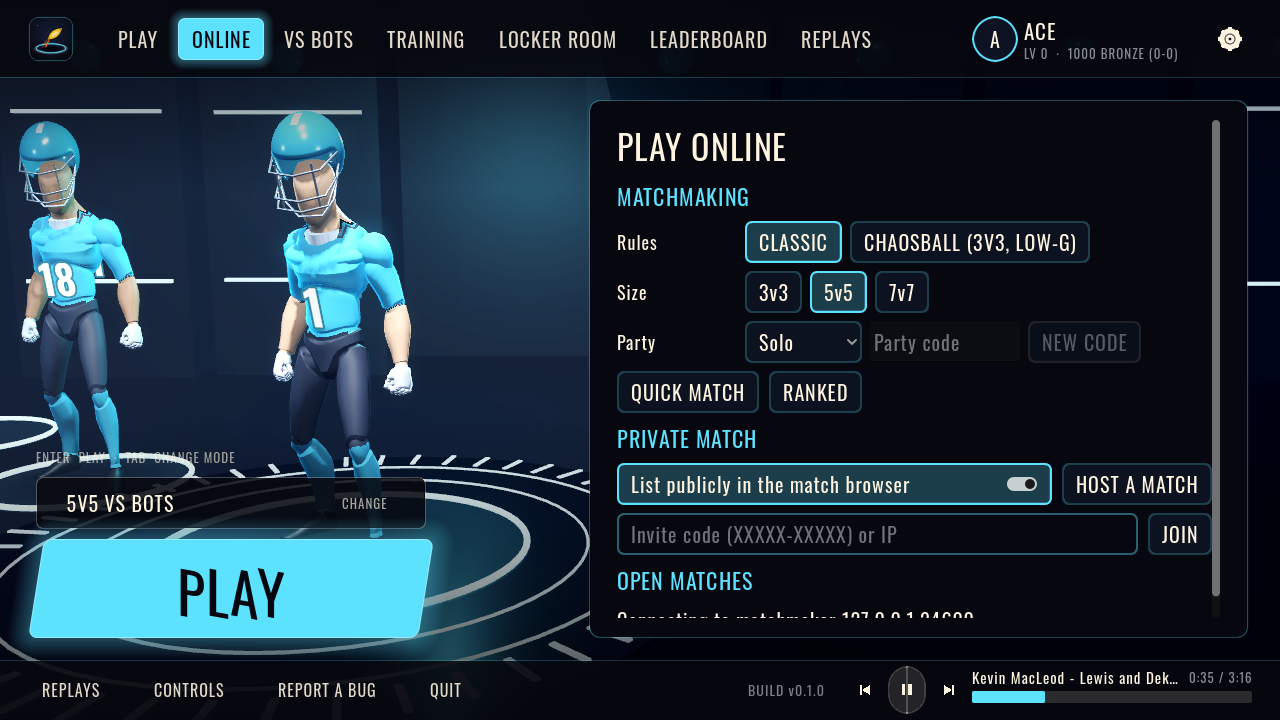 PLAY
ONLINE
VS BOTS
TRAINING
LOCKER ROOM
LEADERBOARD
REPLAYS
A
ACE
LV 0 · 1000 BRONZE (0-0)
18
1
ENTER PLAY · TAB CHANGE MODE
5V5 VS BOTS
CHANGE
PLAY
PLAY ONLINE
MATCHMAKING
Rules
CLASSIC
CHAOSBALL (3V3, LOW-G)
Size
3v3
5v5
7v7
Party
Solo
Party code
NEW CODE
QUICK MATCH
RANKED
PRIVATE MATCH
List publicly in the match browser
HOST A MATCH
Invite code (XXXXX-XXXXX) or IP
JOIN
OPEN MATCHES
Connecting to matchmaker
REPLAYS
CONTROLS
REPORT A BUG
QUIT
BUILD v0.1.0
Kevin MacLeod - Lewis and Dek…
0:35 / 3:16